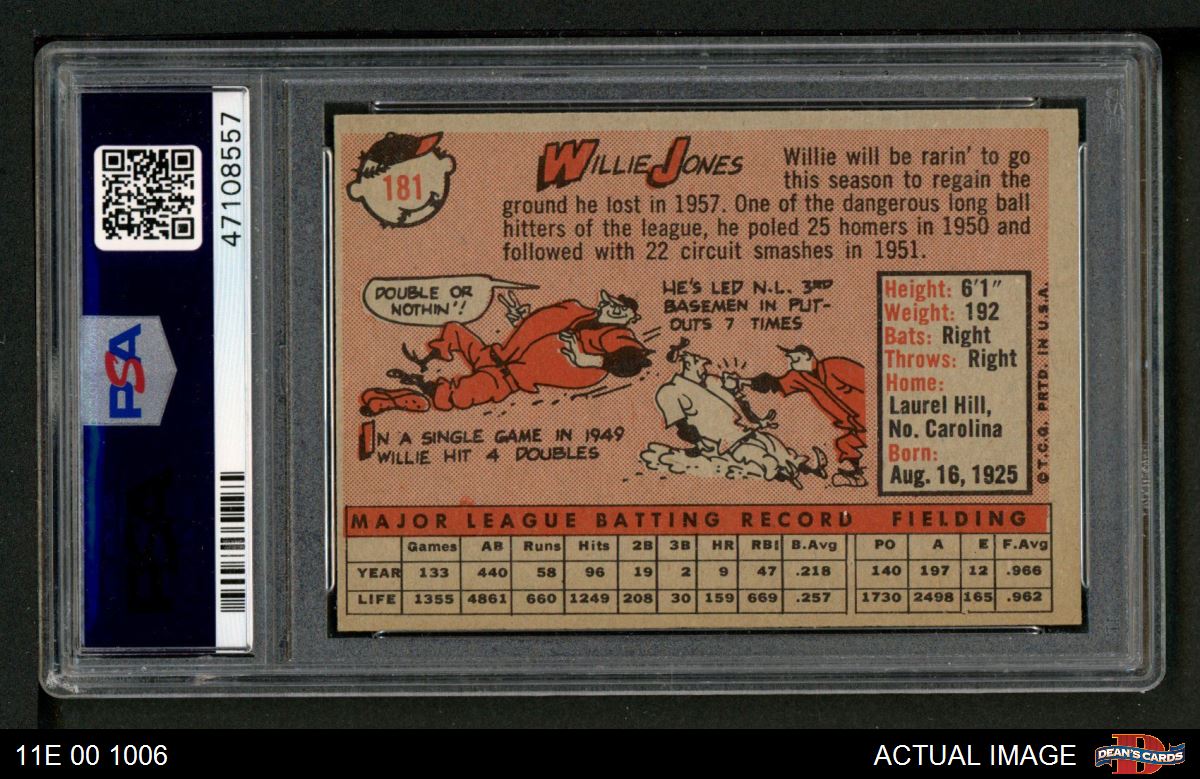 47108557
PSA
181
WILLIE JONES
Willie will be rarin' to go
this season to regain the
ground he lost in 1957. One of the dangerous long ball
hitters of the league, he poled 25 homers in 1950 and
followed with 22 circuit smashes in 1951.
DOUBLE OR
NOTHIN'!
HE'S LED N.L. 3RD
BASEMEN IN PUT-
OUTS 7 TIMES
IN A SINGLE GAME IN 1949
WILLIE HIT 4 DOUBLES
Height: 6'1"
Weight: 192
Bats: Right
Throws: Right
Home:
Laurel Hill,
No. Carolina
Born:
Aug. 16, 1925
© T.C.G. PRTD. IN U.S.A.
MAJOR LEAGUE BATTING RECORD FIELDING
Games AB Runs Hits 2B 3B HR RBI B.Avg PO A E F.Avg
YEAR 133 440 58 96 19 2 9 47 .218 140 197 12 .966
LIFE 1355 4861 660 1249 208 30 159 669 .257 1730 2498 165 .962
11E 00 1006
ACTUAL IMAGE
D
DEAN'S CARDS